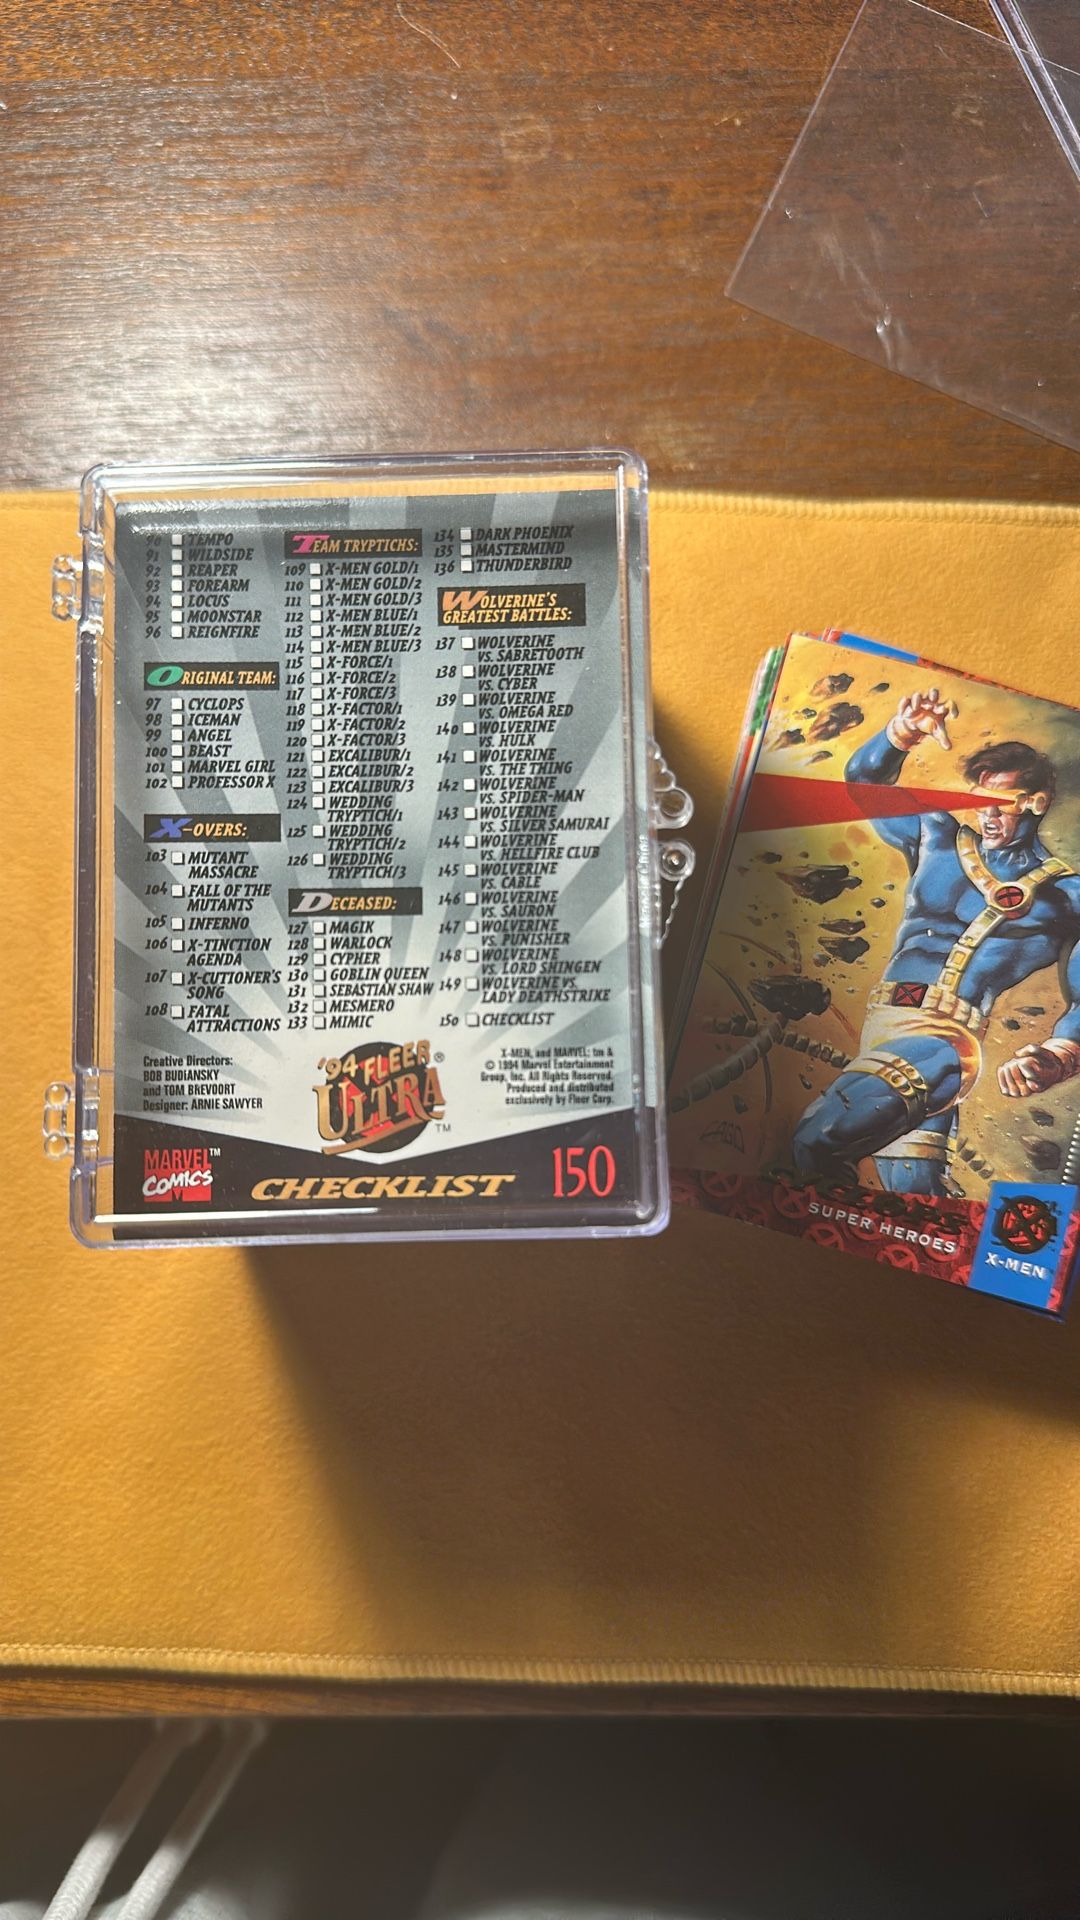 90 TEMPO
91 WILDSIDE
92 REAPER
93 FOREARM
94 LOCUS
95 MOONSTAR
96 REIGNFIRE
ORIGINAL TEAM:
97 CYCLOPS
98 ICEMAN
99 ANGEL
100 BEAST
101 MARVEL GIRL
102 PROFESSOR X
X-OVERS:
103 MUTANT
MASSACRE
104 FALL OF THE
MUTANTS
105 INFERNO
106 X-TINCTION
AGENDA
107 X-CUTIONER'S
SONG
108 FATAL
ATTRACTIONS
TEAM TRYPTICHS:
109 X-MEN GOLD/1
110 X-MEN GOLD/2
111 X-MEN GOLD/3
112 X-MEN BLUE/1
113 X-MEN BLUE/2
114 X-MEN BLUE/3
115 X-FORCE/1
116 X-FORCE/2
117 X-FORCE/3
118 X-FACTOR/1
119 X-FACTOR/2
120 X-FACTOR/3
121 EXCALIBUR/1
122 EXCALIBUR/2
123 EXCALIBUR/3
124 WEDDING
TRYPTICH/1
125 WEDDING
TRYPTICH/2
126 WEDDING
TRYPTICH/3
DECEASED:
127 MAGIK
128 WARLOCK
129 CYPHER
130 GOBLIN QUEEN
131 SEBASTIAN SHAW
132 MESMERO
133 MIMIC
134 DARK PHOENIX
135 MASTERMIND
136 THUNDERBIRD
WOLVERINE'S
GREATEST BATTLES:
137 WOLVERINE
VS. SABRETOOTH
138 WOLVERINE
VS. CYBER
139 WOLVERINE
VS. OMEGA RED
140 WOLVERINE
VS. HULK
141 WOLVERINE
VS. THE THING
142 WOLVERINE
VS. SPIDER-MAN
143 WOLVERINE
VS. SILVER SAMURAI
144 WOLVERINE
VS. HELLFIRE CLUB
145 WOLVERINE
VS. CABLE
146 WOLVERINE
VS. SAURON
147 WOLVERINE
VS. PUNISHER
148 WOLVERINE
VS. LORD SHINGEN
149 WOLVERINE VS.
LADY DEATHSTRIKE
150 CHECKLIST
Creative Directors:
BOB BUDIANSKY
and TOM BREVOORT
Designer: ARNIE SAWYER
'94 FLEER®
ULTRA™
X-MEN, and MARVEL: tm &
© 1994 Marvel Entertainment
Group, Inc. All Rights Reserved.
Produced and distributed
exclusively by Fleer Corp.
MARVEL™
COMICS
CHECKLIST
150
CYCLOPS
SUPER HEROES
X-MEN